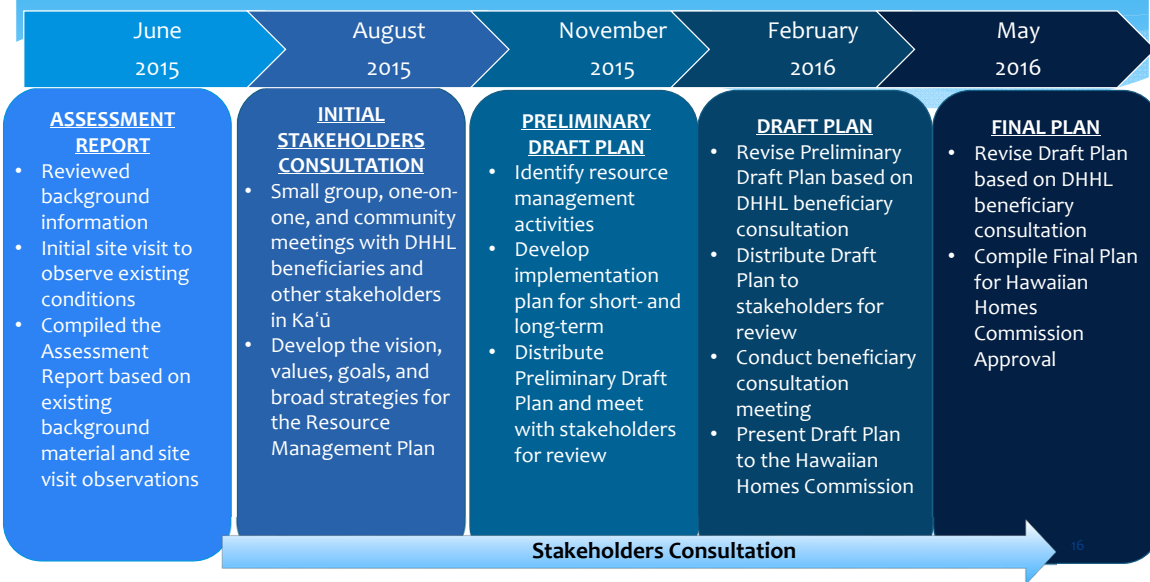 June
2015
August
2015
November
2015
February
2016
May
2016
ASSESSMENT
REPORT
• Reviewed
background
information
• Initial site visit to
observe existing
conditions
• Compiled the
Assessment
Report based on
existing
background
material and site
visit observations
INITIAL
STAKEHOLDERS
CONSULTATION
• Small group, one-on-
one, and community
meetings with DHHL
beneficiaries and
other stakeholders
in Kaʻū
• Develop the vision,
values, goals, and
broad strategies for
the Resource
Management Plan
PRELIMINARY
DRAFT PLAN
• Identify resource
management
activities
• Develop
implementation
plan for short- and
long-term
• Distribute
Preliminary Draft
Plan and meet
with stakeholders
for review
DRAFT PLAN
• Revise Preliminary
Draft Plan based on
DHHL beneficiary
consultation
• Distribute Draft
Plan to
stakeholders for
review
• Conduct beneficiary
consultation
meeting
• Present Draft Plan
to the Hawaiian
Homes Commission
FINAL PLAN
• Revise Draft Plan
based on DHHL
beneficiary
consultation
• Compile Final Plan
for Hawaiian
Homes
Commission
Approval
Stakeholders Consultation
16